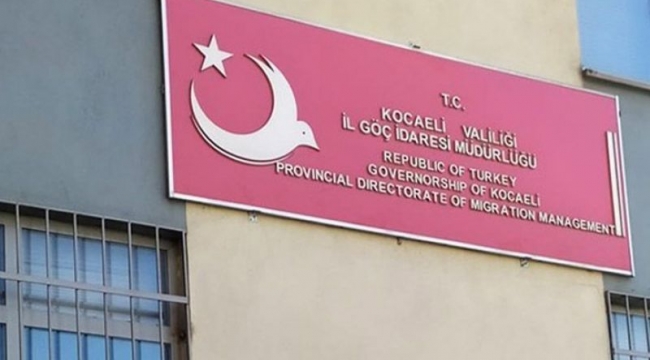 T.C.
KOCAELİ VALİLİĞİ
İL GÖÇ İDARESİ MÜDÜRLÜĞÜ
REPUBLIC OF TURKEY
GOVERNORSHIP OF KOCAELİ
PROVINCIAL DIRECTORATE OF MIGRATION MANAGEMENT